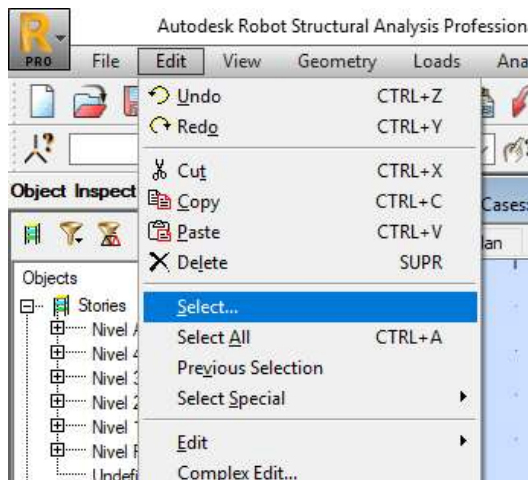 Autodesk Robot Structural Analysis Profession
PRO File Edit View Geometry Loads Ana
Undo CTRL+Z
Redo CTRL+Y
Cut CTRL+X
Object Inspect
Copy CTRL+C
Cases:
Paste CTRL+V
lan
Delete SUPR
Objects
Stories
Select...
Nivel
Select All CTRL+A
Nivel 4
Previous Selection
Nivel
Select Special
Nivel 2
Nivel
Edit
Nivel
Undefi
Complex Edit...